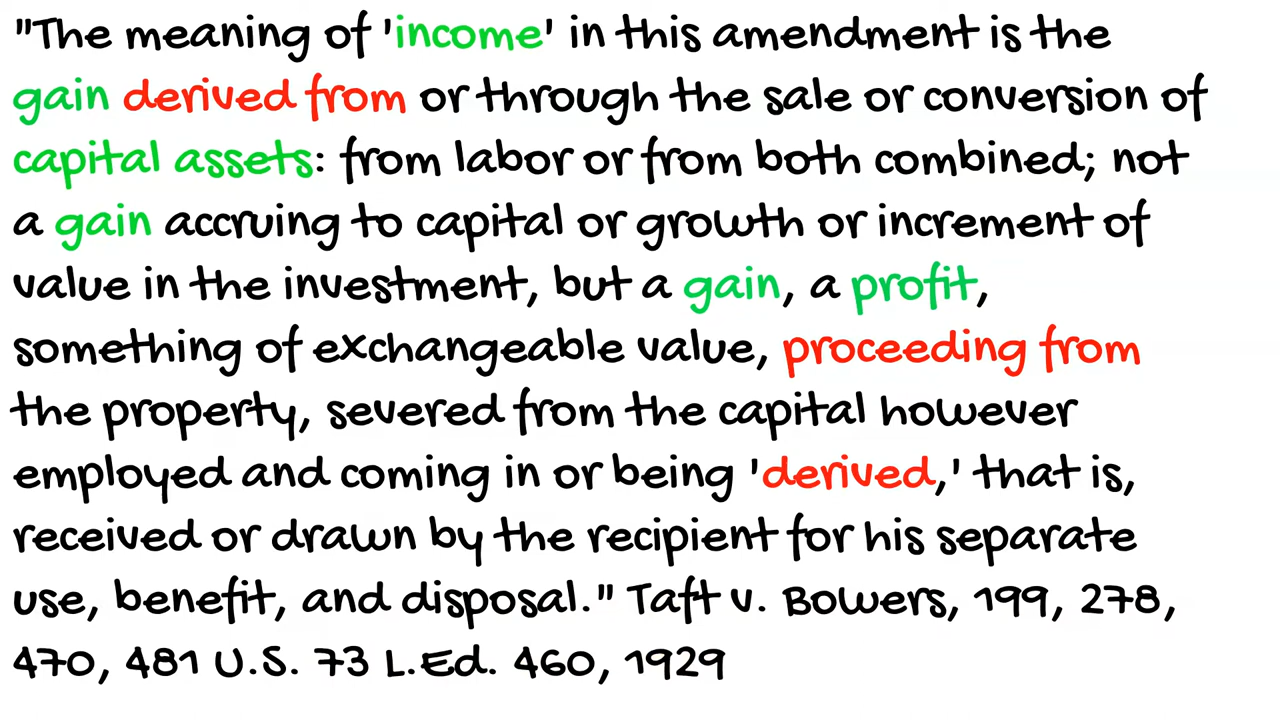 "The meaning of 'income' in this amendment is the
gain derived from or through the sale or conversion of
capital assets: from labor or from both combined; not
a gain accruing to capital or growth or increment of
value in the investment, but a gain, a profit,
something of exchangeable value, proceeding from
the property, severed from the capital however
employed and coming in or being 'derived,' that is,
received or drawn by the recipient for his separate
use, benefit, and disposal." Taft v. Bowers, 199, 278,
470, 481 U.S. 73 L.Ed. 460, 1929